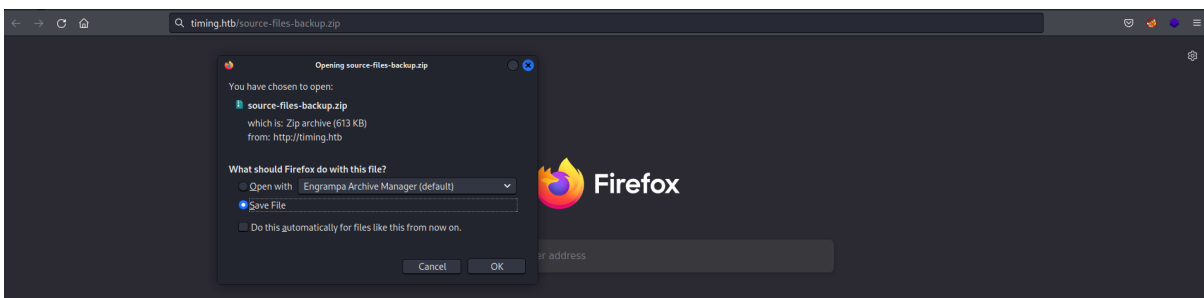 timing.htb/source-files-backup.zip
Opening source-files-backup.zip
You have chosen to open:
source-files-backup.zip
which is: Zip archive (613 KB)
from: http://timing.htb
What should Firefox do with this file?
Open with Engrampa Archive Manager (default)
Save File
Do this automatically for files like this from now on.
Cancel OK
Firefox
er address